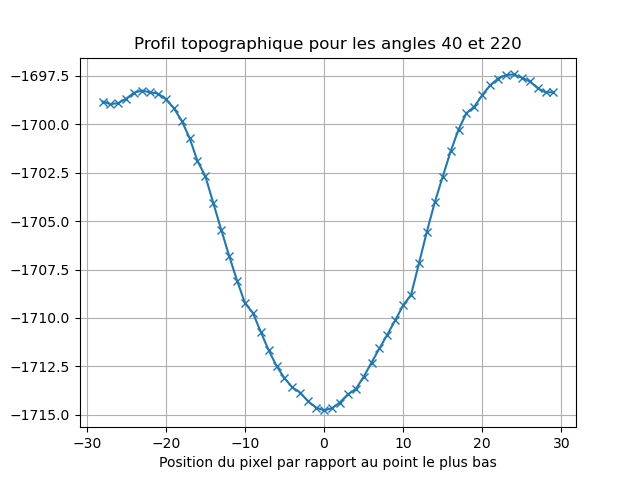 Profil topographique pour les angles 40 et 220
−1697.5
−1700.0
−1702.5
−1705.0
−1707.5
−1710.0
−1712.5
−1715.0
−30 −20 −10 0 10 20 30
Position du pixel par rapport au point le plus bas